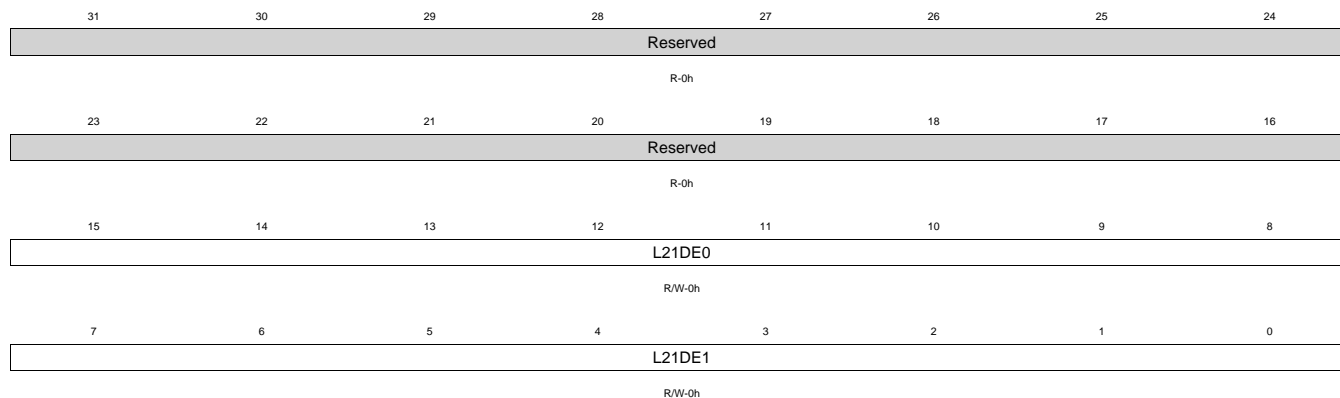 31 30 29 28 27 26 25 24
Reserved
R-0h
23 22 21 20 19 18 17 16
Reserved
R-0h
15 14 13 12 11 10 9 8
L21DE0
R/W-0h
7 6 5 4 3 2 1 0
L21DE1
R/W-0h